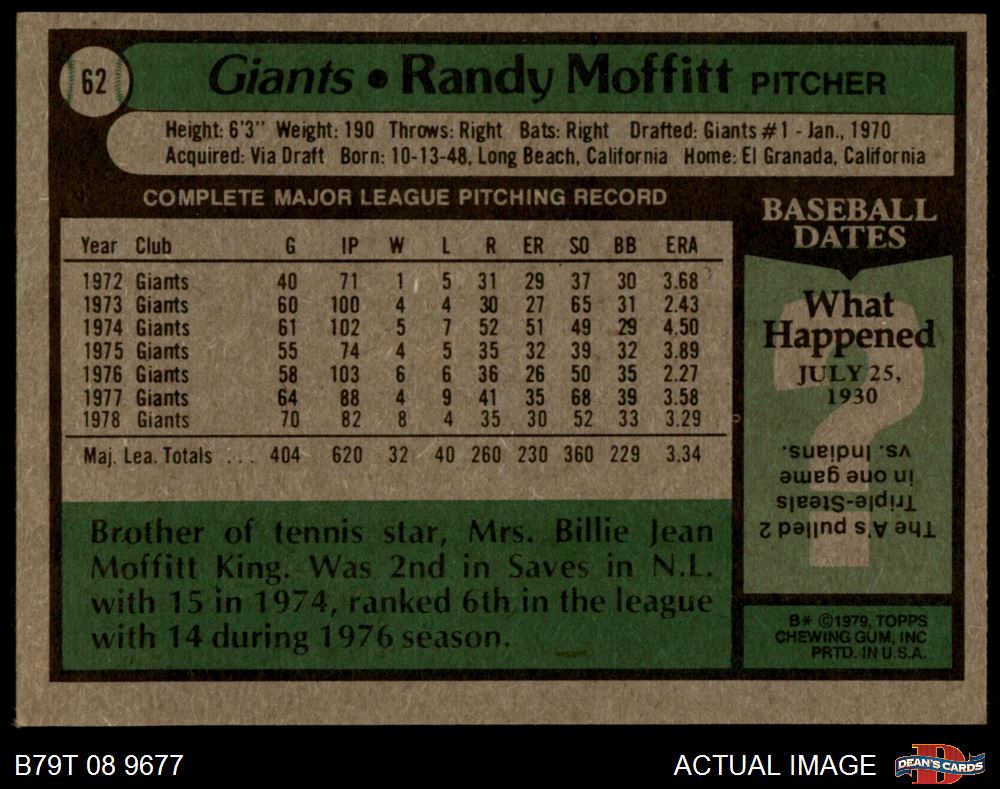 62
Giants • Randy Moffitt PITCHER
Height: 6'3" Weight: 190 Throws: Right Bats: Right Drafted: Giants #1 - Jan., 1970
Acquired: Via Draft Born: 10-13-48, Long Beach, California Home: El Granada, California
COMPLETE MAJOR LEAGUE PITCHING RECORD
Year Club G IP W L R ER SO BB ERA
1972 Giants 40 71 1 5 31 29 37 30 3.68
1973 Giants 60 100 4 4 30 27 65 31 2.43
1974 Giants 61 102 5 7 52 51 49 29 4.50
1975 Giants 55 74 4 5 35 32 39 32 3.89
1976 Giants 58 103 6 6 36 26 50 35 2.27
1977 Giants 64 88 4 9 41 35 68 39 3.58
1978 Giants 70 82 8 4 35 30 52 33 3.29
Maj. Lea. Totals ... 404 620 32 40 260 230 360 229 3.34
Brother of tennis star, Mrs. Billie Jean
Moffitt King. Was 2nd in Saves in N.L.
with 15 in 1974, ranked 6th in the league
with 14 during 1976 season.
BASEBALL
DATES
What
Happened
JULY 25,
1930
?
The A's pulled 2
Triple-Steals
in one game
vs. Indians.
B* ©1979, TOPPS
CHEWING GUM, INC
PRTD. IN U.S.A.
B79T 08 9677
ACTUAL IMAGE
D
DEAN'S CARDS